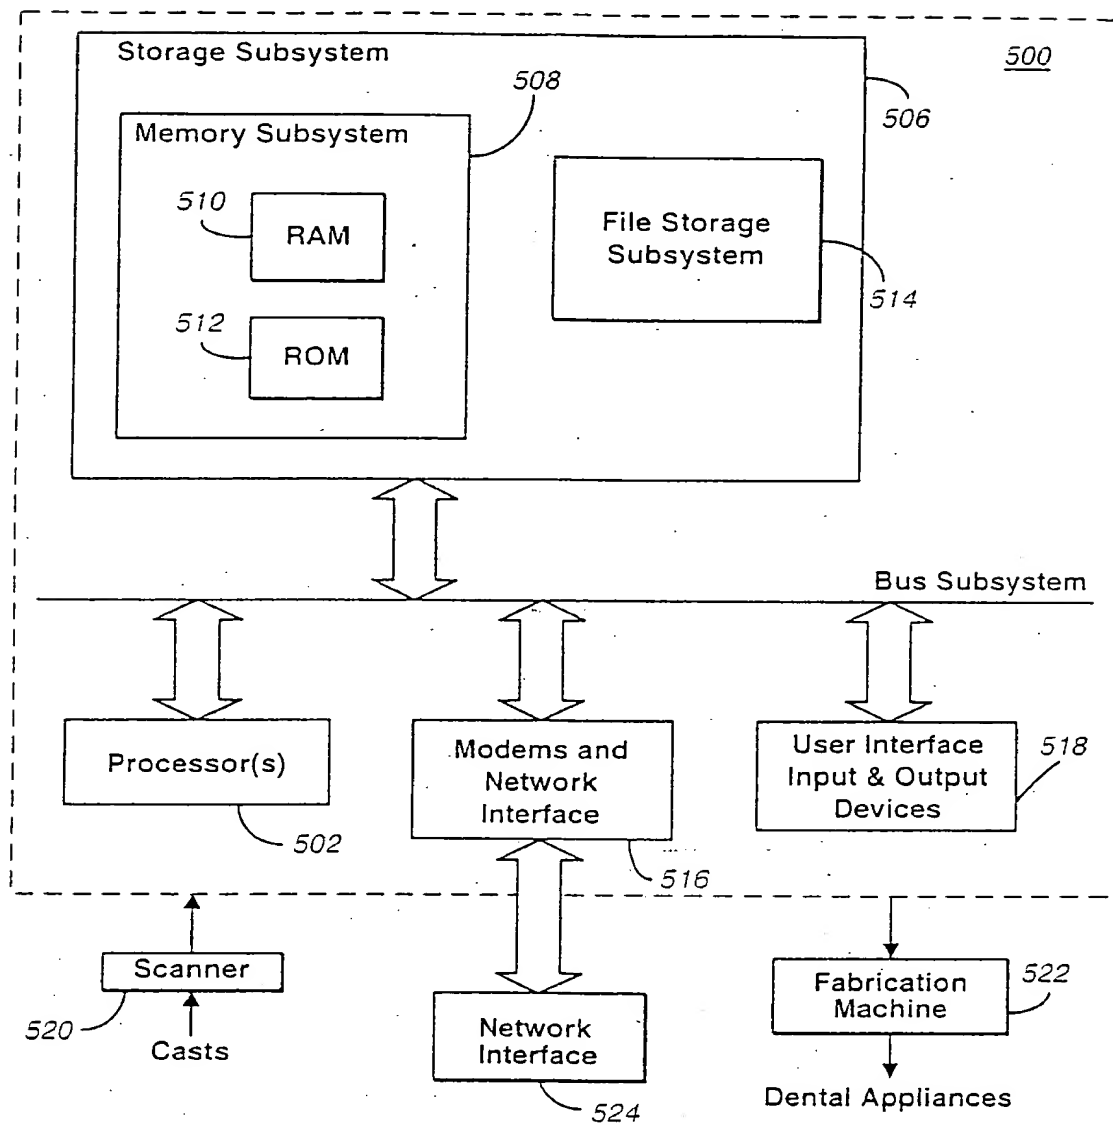 Storage Subsystem
500
508
506
Memory Subsystem
510
RAM
File Storage
Subsystem
514
512
ROM
Bus Subsystem
Processor(s)
502
Modems and
Network
Interface
516
User Interface
Input & Output
Devices
518
Scanner
520
Casts
Network
Interface
524
Fabrication
Machine
522
Dental Appliances